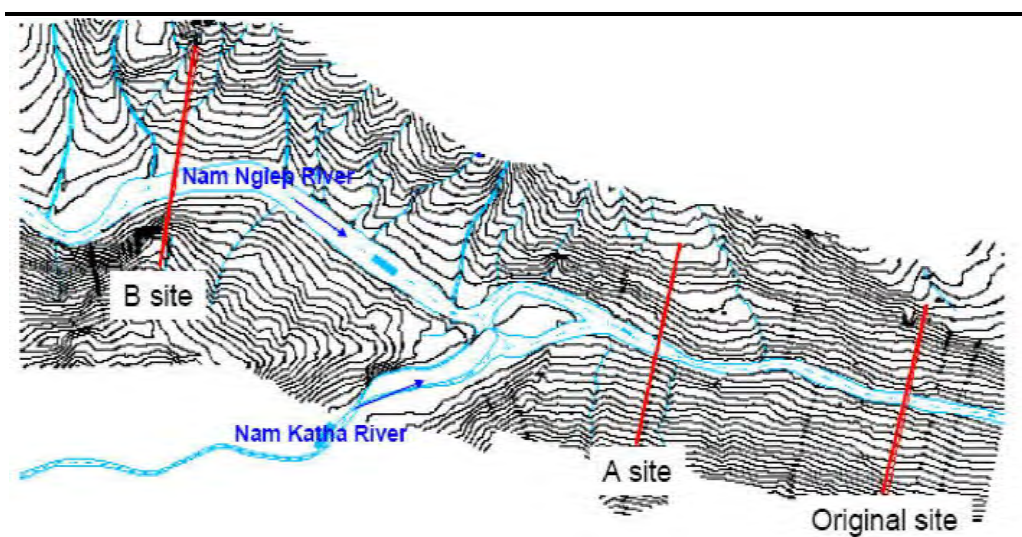 Nam Ngiep River
B site
Nam Katha River
A site
Original site